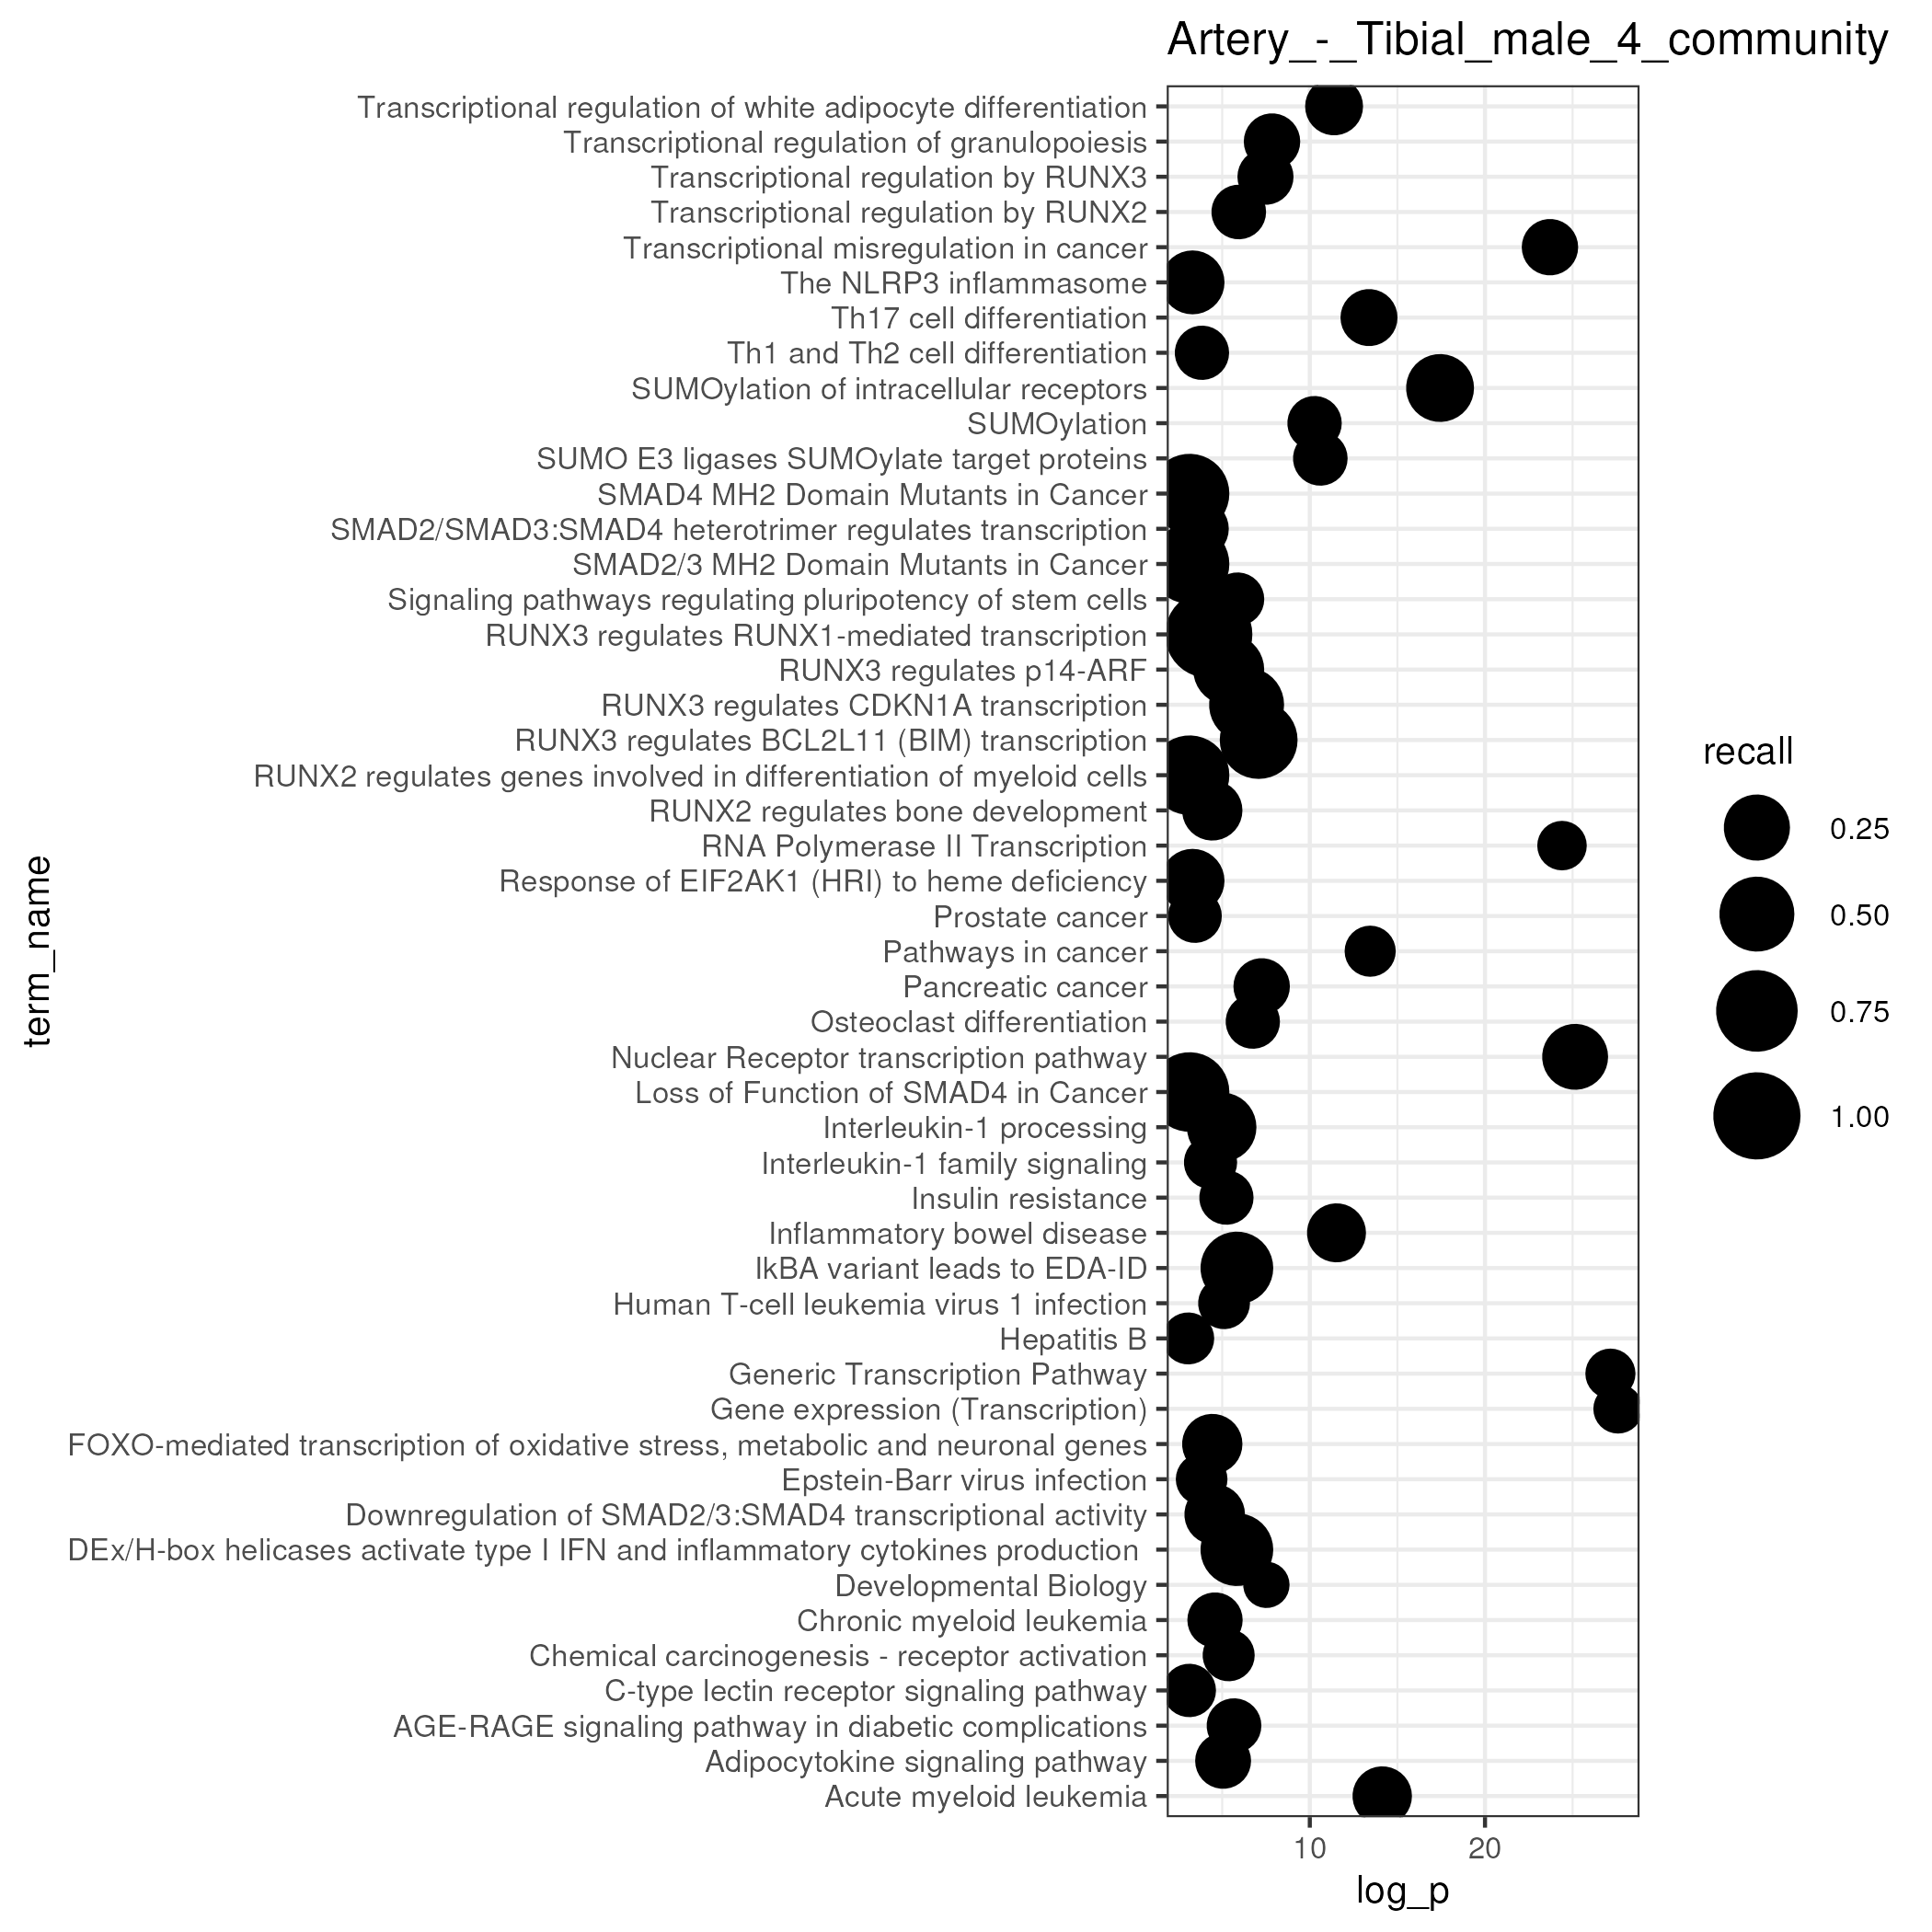 Artery_-_Tibial_male_4_community
Transcriptional regulation of white adipocyte differentiation
Transcriptional regulation of granulopoiesis
Transcriptional regulation by RUNX3
Transcriptional regulation by RUNX2
Transcriptional misregulation in cancer
The NLRP3 inflammasome
Th17 cell differentiation
Th1 and Th2 cell differentiation
SUMOylation of intracellular receptors
SUMOylation
SUMO E3 ligases SUMOylate target proteins
SMAD4 MH2 Domain Mutants in Cancer
SMAD2/SMAD3:SMAD4 heterotrimer regulates transcription
SMAD2/3 MH2 Domain Mutants in Cancer
Signaling pathways regulating pluripotency of stem cells
RUNX3 regulates RUNX1-mediated transcription
RUNX3 regulates p14-ARF
RUNX3 regulates CDKN1A transcription
RUNX3 regulates BCL2L11 (BIM) transcription
RUNX2 regulates genes involved in differentiation of myeloid cells
RUNX2 regulates bone development
RNA Polymerase II Transcription
Response of EIF2AK1 (HRI) to heme deficiency
Prostate cancer
Pathways in cancer
Pancreatic cancer
Osteoclast differentiation
Nuclear Receptor transcription pathway
Loss of Function of SMAD4 in Cancer
Interleukin-1 processing
Interleukin-1 family signaling
Insulin resistance
Inflammatory bowel disease
IkBA variant leads to EDA-ID
Human T-cell leukemia virus 1 infection
Hepatitis B
Generic Transcription Pathway
Gene expression (Transcription)
FOXO-mediated transcription of oxidative stress, metabolic and neuronal genes
Epstein-Barr virus infection
Downregulation of SMAD2/3:SMAD4 transcriptional activity
DEx/H-box helicases activate type I IFN and inflammatory cytokines production
Developmental Biology
Chronic myeloid leukemia
Chemical carcinogenesis - receptor activation
C-type lectin receptor signaling pathway
AGE-RAGE signaling pathway in diabetic complications
Adipocytokine signaling pathway
Acute myeloid leukemia
term_name
10 20
log_p
recall
0.25
0.50
0.75
1.00